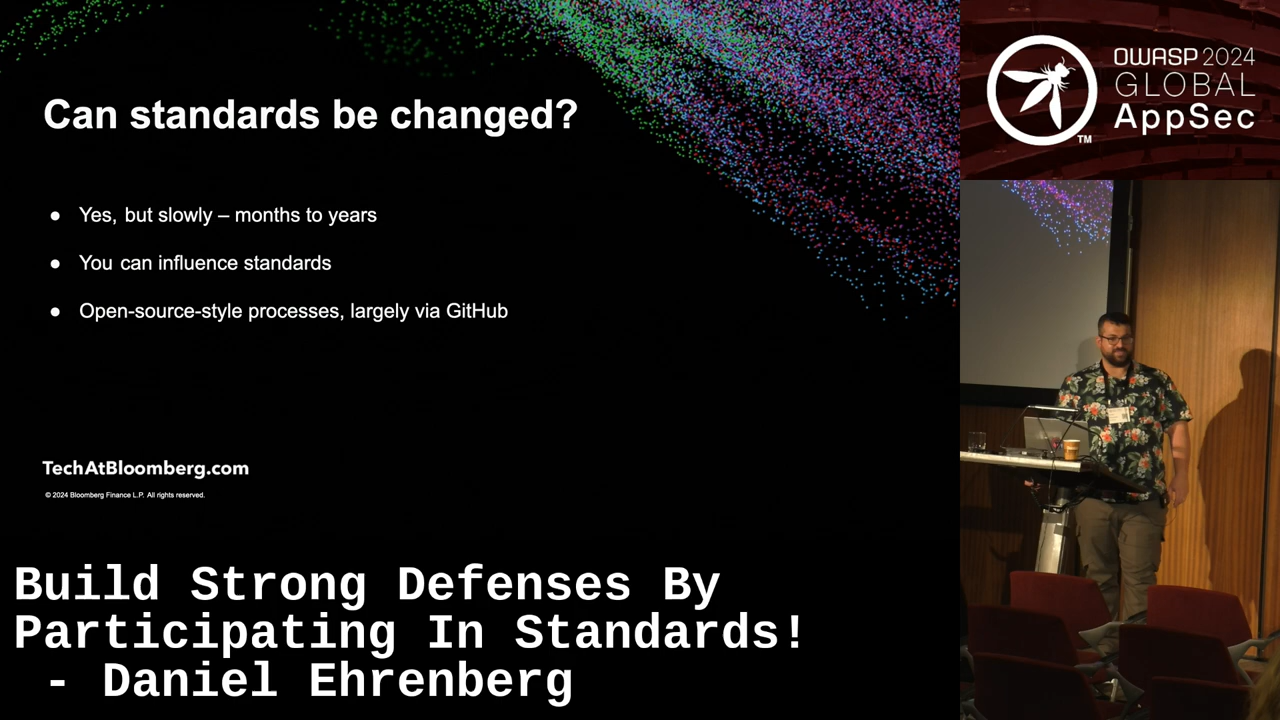 Can standards be changed?
● Yes, but slowly – months to years
● You can influence standards
● Open-source-style processes, largely via GitHub
TechAtBloomberg.com
© 2024 Bloomberg Finance L.P. All rights reserved.
Build Strong Defenses By
Participating In Standards!
- Daniel Ehrenberg
OWASP 2024
GLOBAL
AppSec
TM